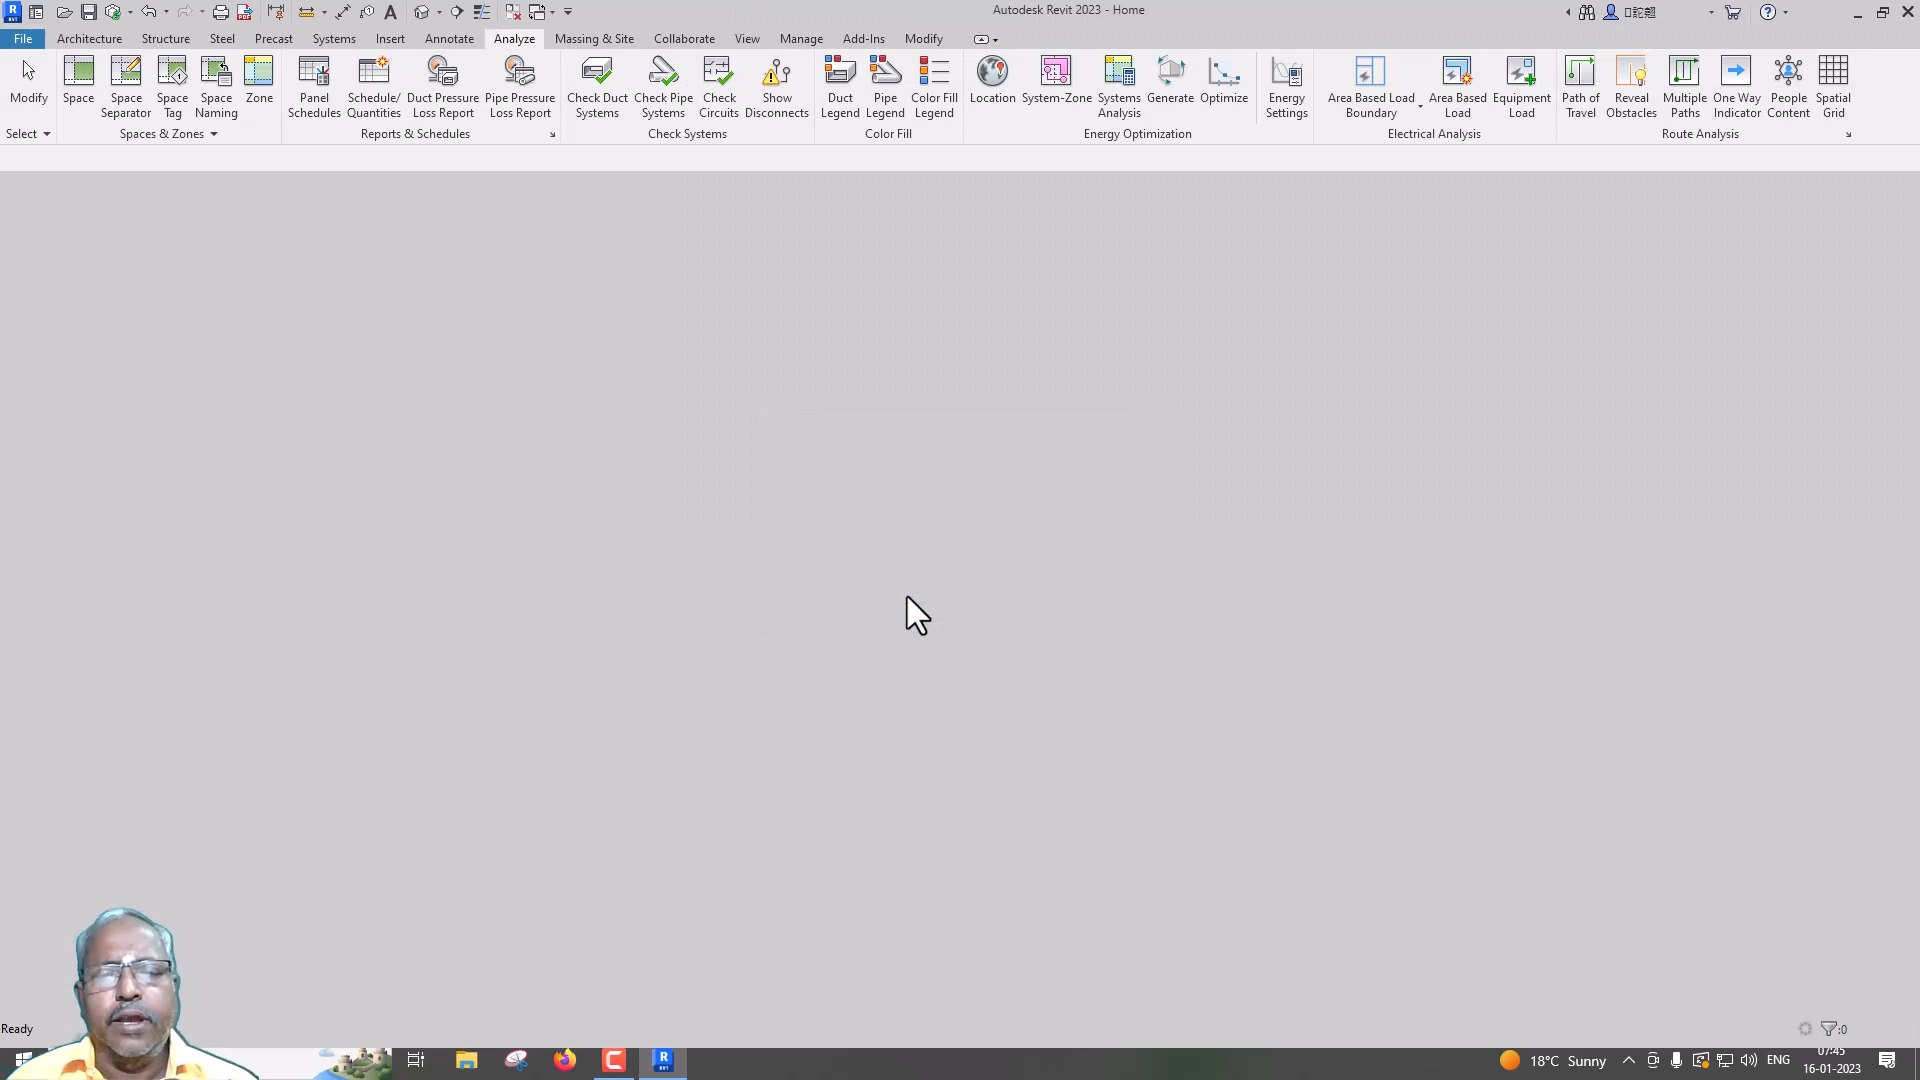 Autodesk Revit 2023 - Home
File Architecture Structure Steel Precast Systems Insert Annotate Analyze Massing & Site Collaborate View Manage Add-Ins Modify
Modify
Space
Space Separator
Space Tag
Space Naming
Zone
Panel Schedules
Schedule/ Quantities
Duct Pressure Loss Report
Pipe Pressure Loss Report
Check Duct Systems
Check Pipe Systems
Check Circuits
Show Disconnects
Duct Legend
Pipe Legend
Color Fill Legend
Location
System-Zone
Systems Analysis
Generate
Optimize
Energy Settings
Area Based Load Boundary
Area Based Load
Equipment Load
Path of Travel
Reveal Obstacles
Multiple Paths
One Way Indicator
People Content
Spatial Grid
Select Spaces & Zones Reports & Schedules Check Systems Color Fill Energy Optimization Electrical Analysis Route Analysis
Ready
:0
18°C Sunny
ENG
07:45
16-01-2023